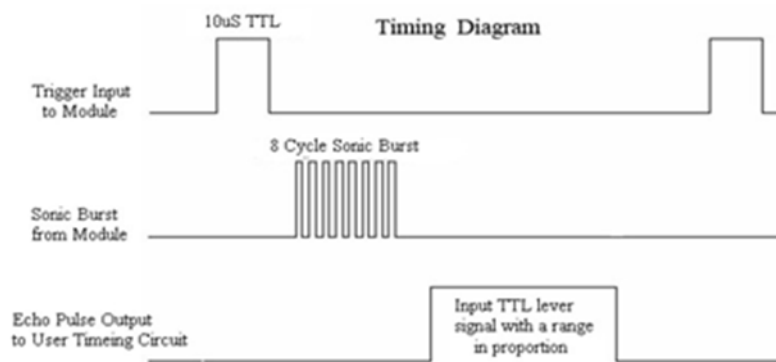 10uS TTL
Timing Diagram
Trigger Input
to Module
8 Cycle Sonic Burst
Sonic Burst
from Module
Input TTL lever
signal with a range
in proportion
Echo Pulse Output
to User Timeing Circuit